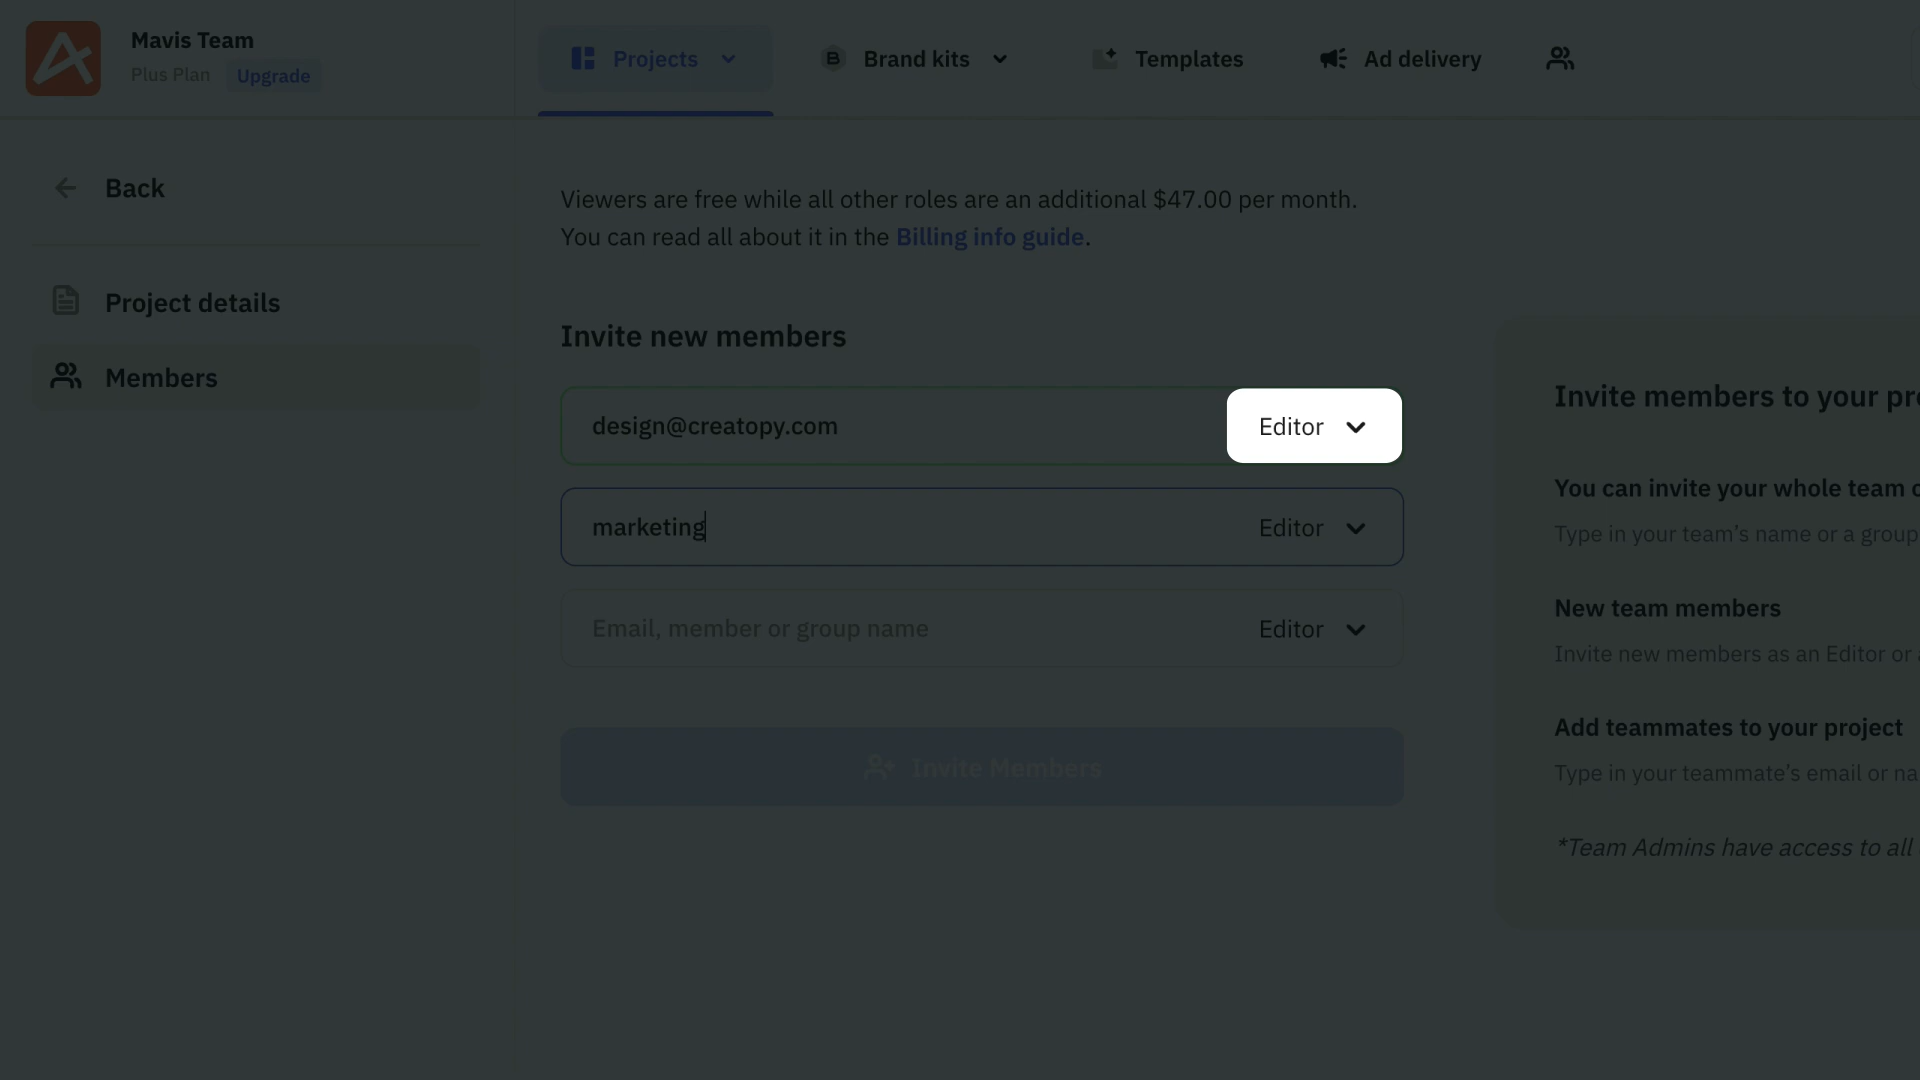 Mavis Team
Plus Plan Upgrade
Projects
Brand kits
Templates
Ad delivery
Back
Project details
Members
Viewers are free while all other roles are an additional $47.00 per month.
You can read all about it in the Billing info guide.
Invite new members
design@creatopy.com Editor
marketing Editor
Email, member or group name Editor
Invite Members
Invite members to your
You can invite your whole team
Type in your team's name or a group
New team members
Invite new members as an Editor or
Add teammates to your project
Type in your teammate's email or
*Team Admins have access to all